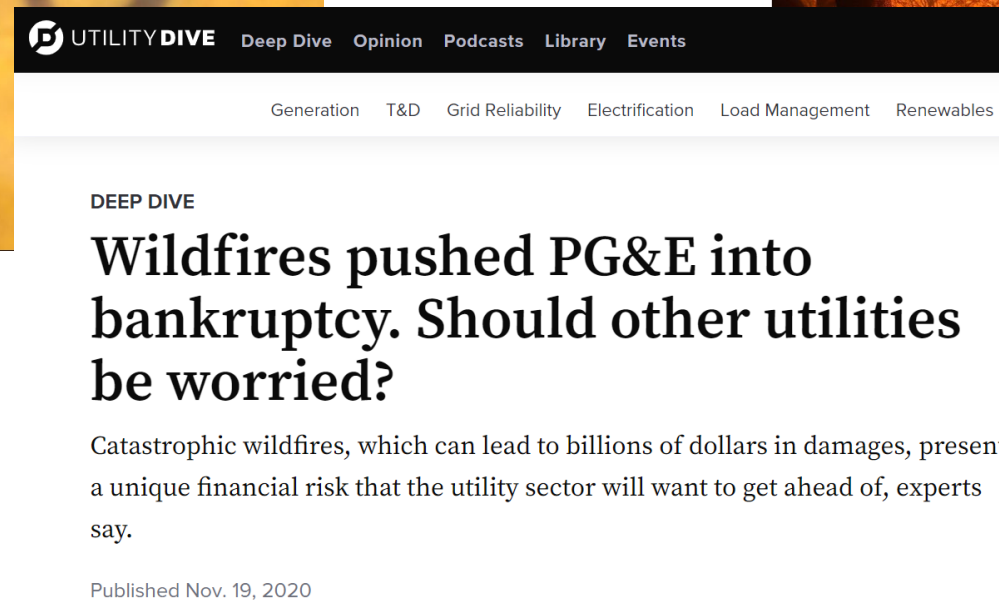 UTILITY DIVE Deep Dive Opinion Podcasts Library Events
Generation T&D Grid Reliability Electrification Load Management Renewables
DEEP DIVE
Wildfires pushed PG&E into
bankruptcy. Should other utilities
be worried?
Catastrophic wildfires, which can lead to billions of dollars in damages, presen
a unique financial risk that the utility sector will want to get ahead of, experts
say.
Published Nov. 19, 2020